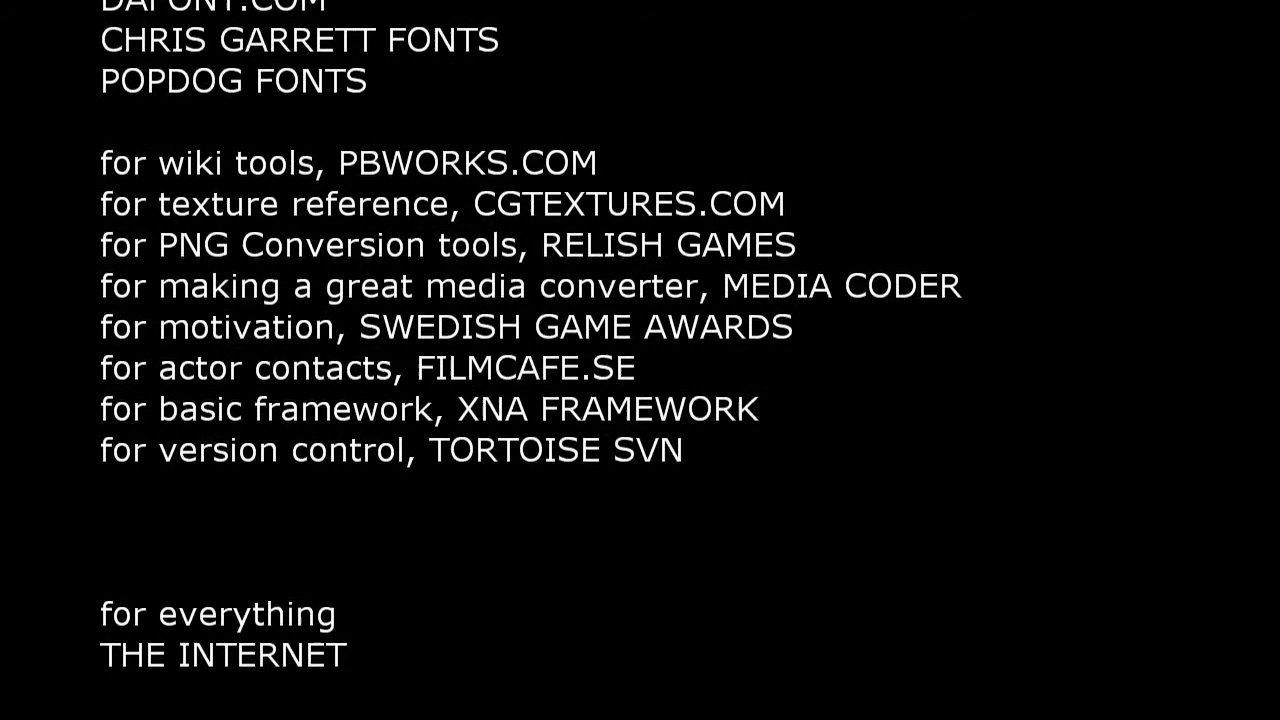 DAFONT.COM
CHRIS GARRETT FONTS
POPDOG FONTS
for wiki tools, PBWORKS.COM
for texture reference, CGTEXTURES.COM
for PNG Conversion tools, RELISH GAMES
for making a great media converter, MEDIA CODER
for motivation, SWEDISH GAME AWARDS
for actor contacts, FILMCAFE.SE
for basic framework, XNA FRAMEWORK
for version control, TORTOISE SVN
for everything
THE INTERNET